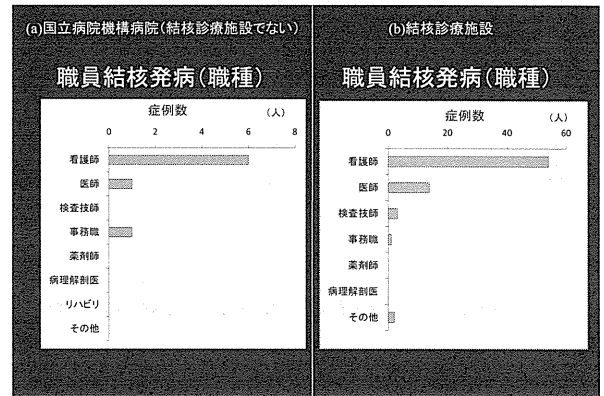 (a)国立病院機構病院(結核診療施設でない)
職員結核発病(職種)
症例数 (人)
0 2 4 6 8
看護師
医師
検査技師
事務職
薬剤師
病理解剖医
リハビリ
その他
(b)結核診療施設
職員結核発病(職種)
症例数 (人)
0 20 40 60
看護師
医師
検査技師
事務職
薬剤師
病理解剖医
その他